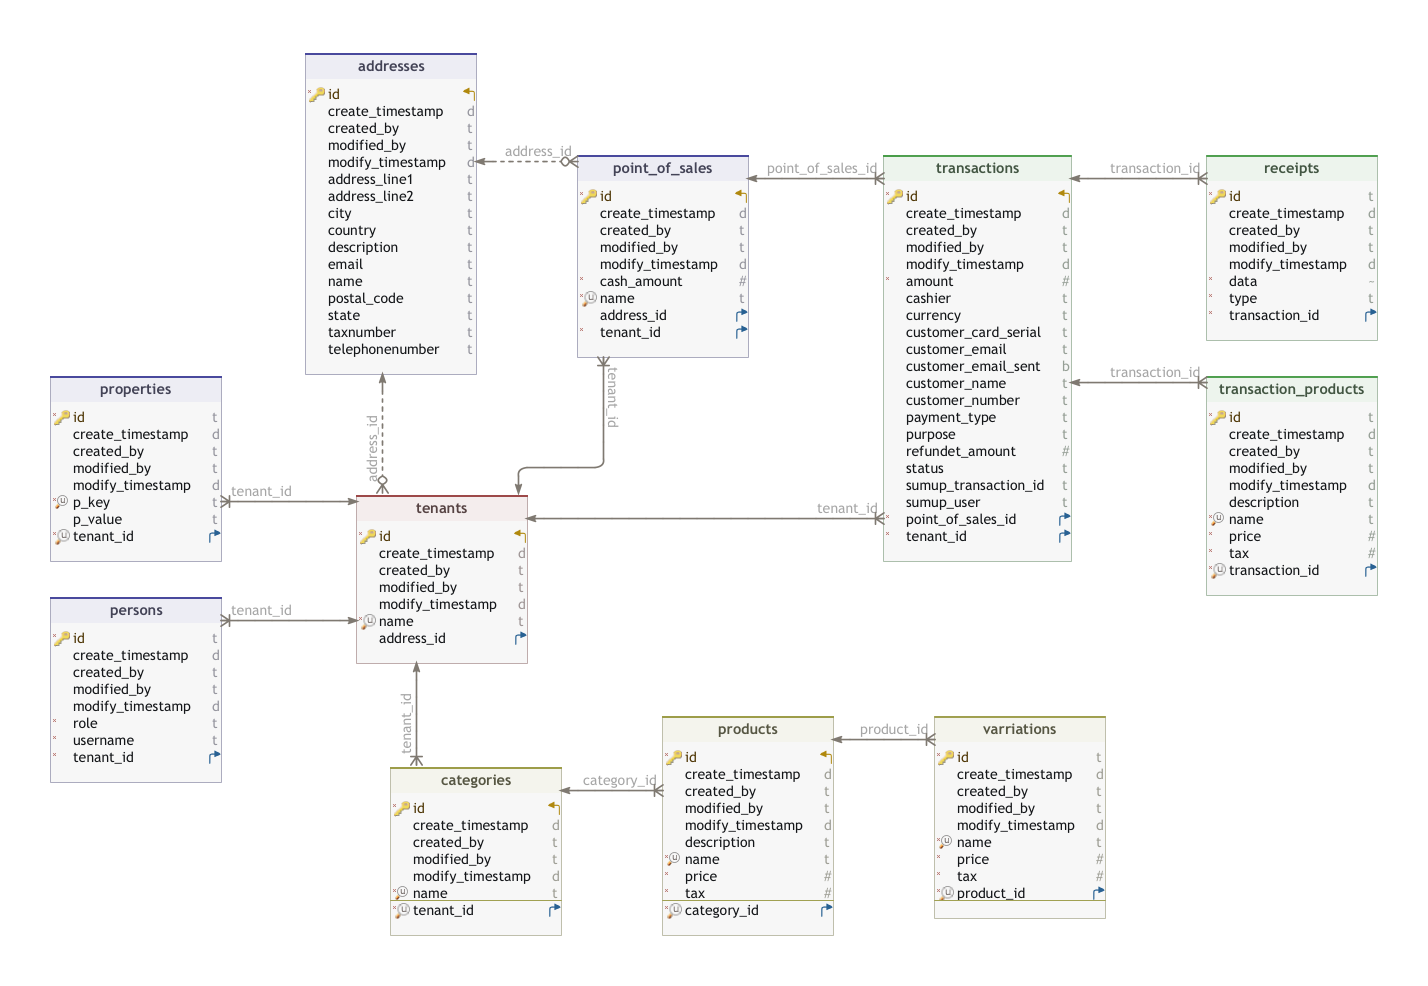 addresses
id
create_timestamp d
created_by t
modified_by t
modify_timestamp d
address_line1 t
address_line2 t
city t
country t
description t
email t
name t
postal_code t
state t
taxnumber t
telephonenumber t
address_id
point_of_sales
id
create_timestamp d
created_by t
modified_by t
modify_timestamp d
cash_amount #
u name t
address_id
tenant_id
point_of_sales_id
transactions
id
create_timestamp d
created_by t
modified_by t
modify_timestamp d
amount #
cashier t
currency t
customer_card_serial t
customer_email t
customer_email_sent b
customer_name t
customer_number t
payment_type t
purpose t
refundet_amount #
status t
sumup_transaction_id t
sumup_user t
point_of_sales_id
tenant_id
transaction_id
receipts
id t
create_timestamp d
created_by t
modified_by t
modify_timestamp d
data ~
type t
transaction_id
transaction_id
transaction_products
id t
create_timestamp d
created_by t
modified_by t
modify_timestamp d
description t
u name t
price #
tax #
u transaction_id
properties
id t
create_timestamp d
created_by t
modified_by t
modify_timestamp d
u p_key t
p_value t
u tenant_id
tenant_id
address_id
tenant_id
tenant_id
tenants
id
create_timestamp d
created_by t
modified_by t
modify_timestamp d
u name t
address_id
persons
id t
create_timestamp d
created_by t
modified_by t
modify_timestamp d
role t
username t
tenant_id
tenant_id
tenant_id
categories
id
create_timestamp d
created_by t
modified_by t
modify_timestamp d
u name t
u tenant_id
category_id
products
id
create_timestamp d
created_by t
modified_by t
modify_timestamp d
description t
u name t
price #
tax #
u category_id
product_id
varriations
id t
create_timestamp d
created_by t
modified_by t
modify_timestamp d
u name t
price #
tax #
u product_id